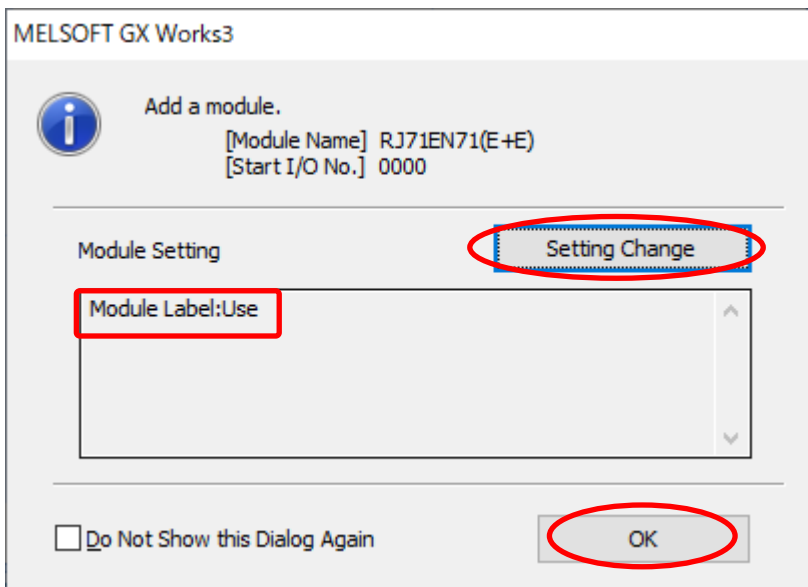 MELSOFT GX Works3
Add a module.
[Module Name] RJ71EN71(E+E)
[Start I/O No.] 0000
Module Setting
Setting Change
Module Label:Use
Do Not Show this Dialog Again
OK